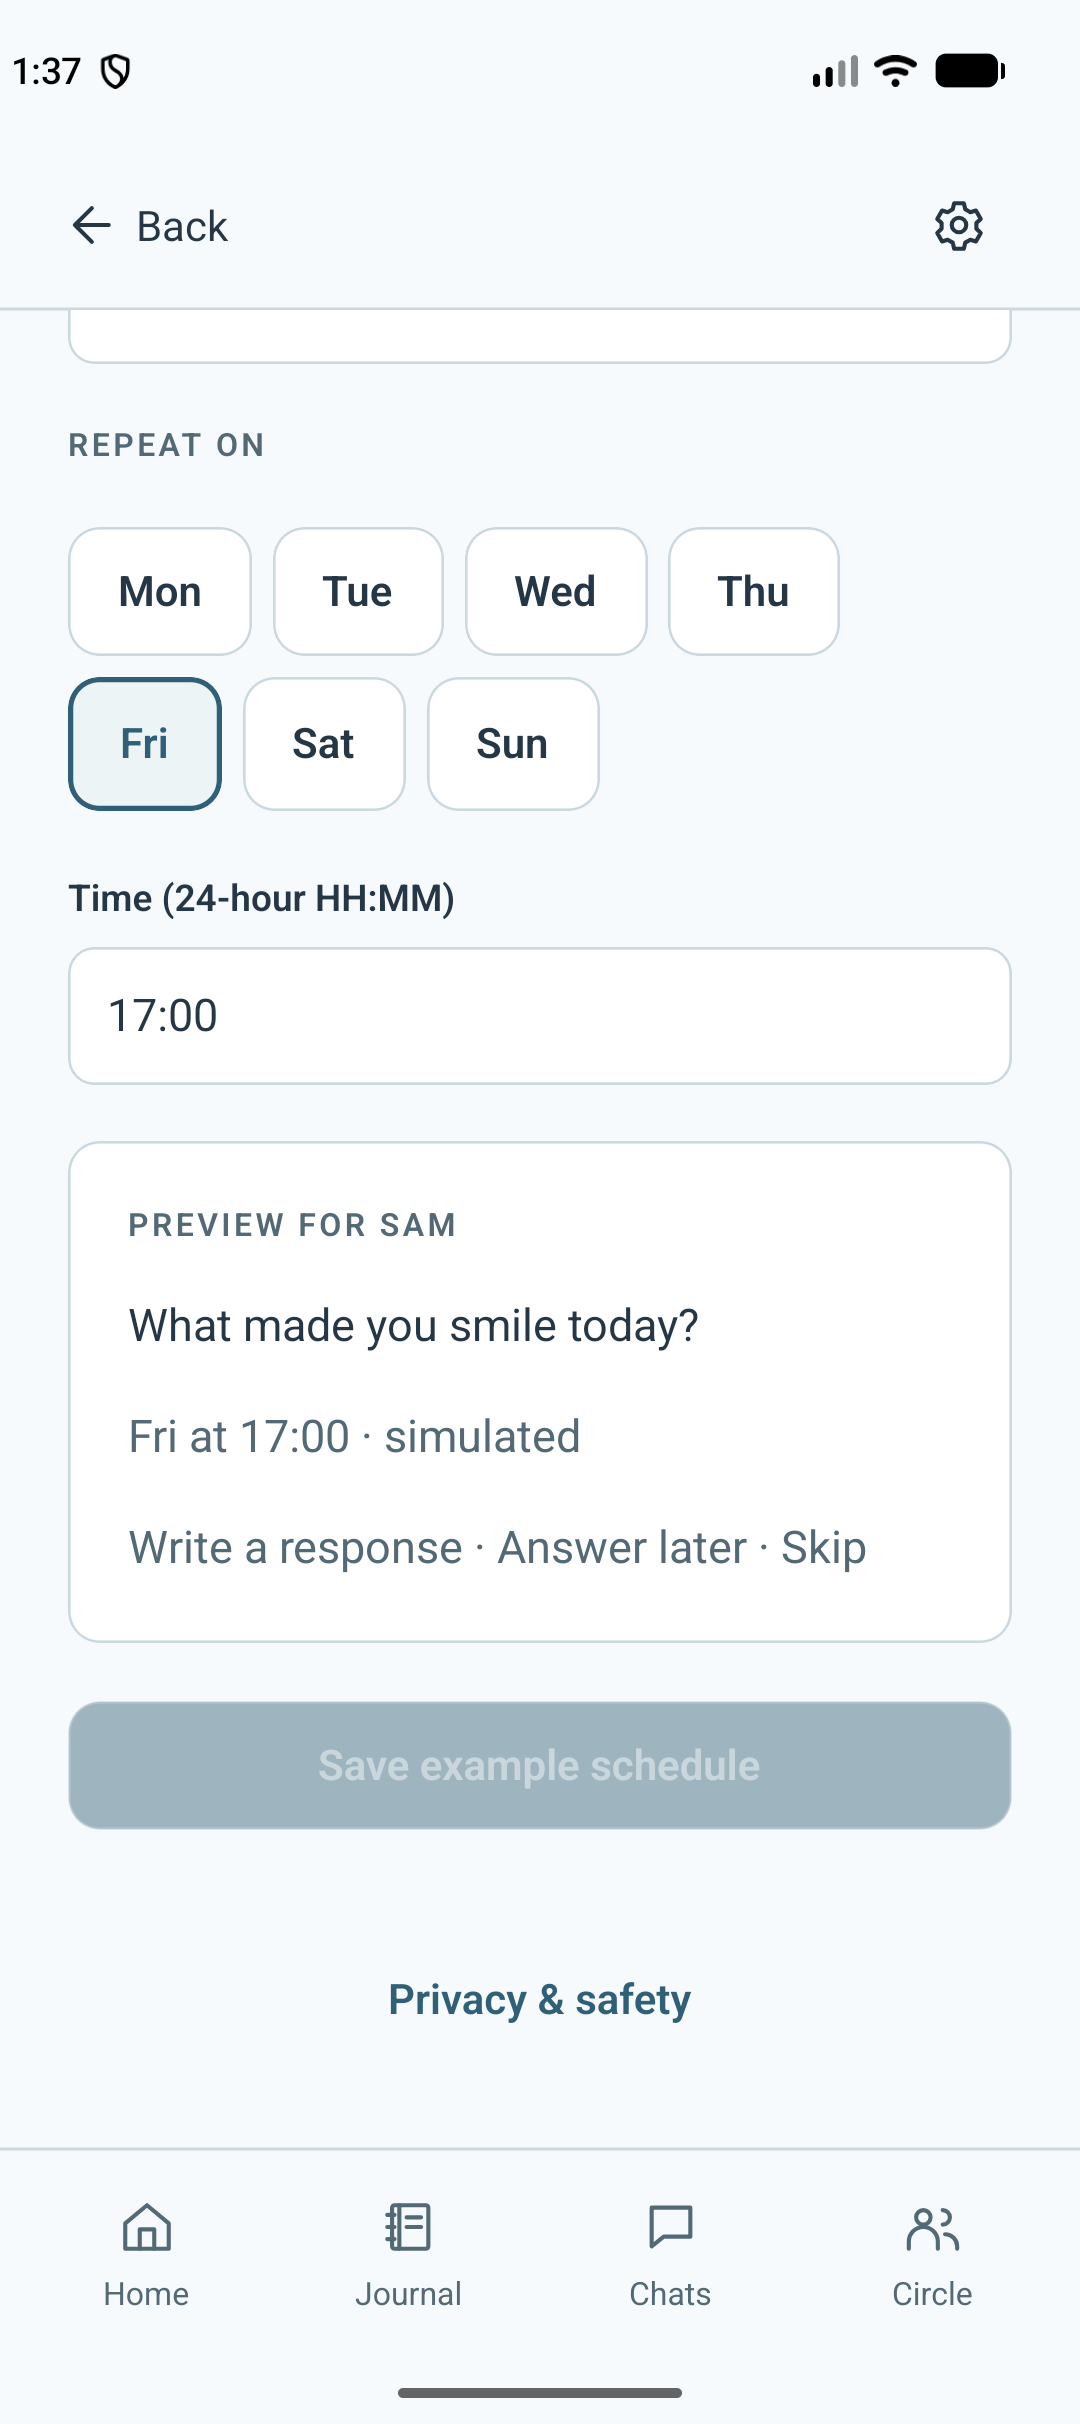 1:37
Back
REPEAT ON
Mon Tue Wed Thu
Fri Sat Sun
Time (24-hour HH:MM)
17:00
PREVIEW FOR SAM
What made you smile today?
Fri at 17:00 · simulated
Write a response · Answer later · Skip
Save example schedule
Privacy & safety
Home Journal Chats Circle